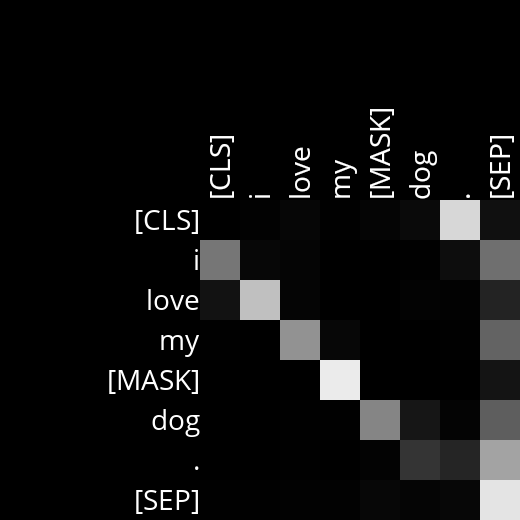 [CLS] i love my [MASK] dog . [SEP]
[CLS]
i
love
my
[MASK]
dog
.
[SEP]